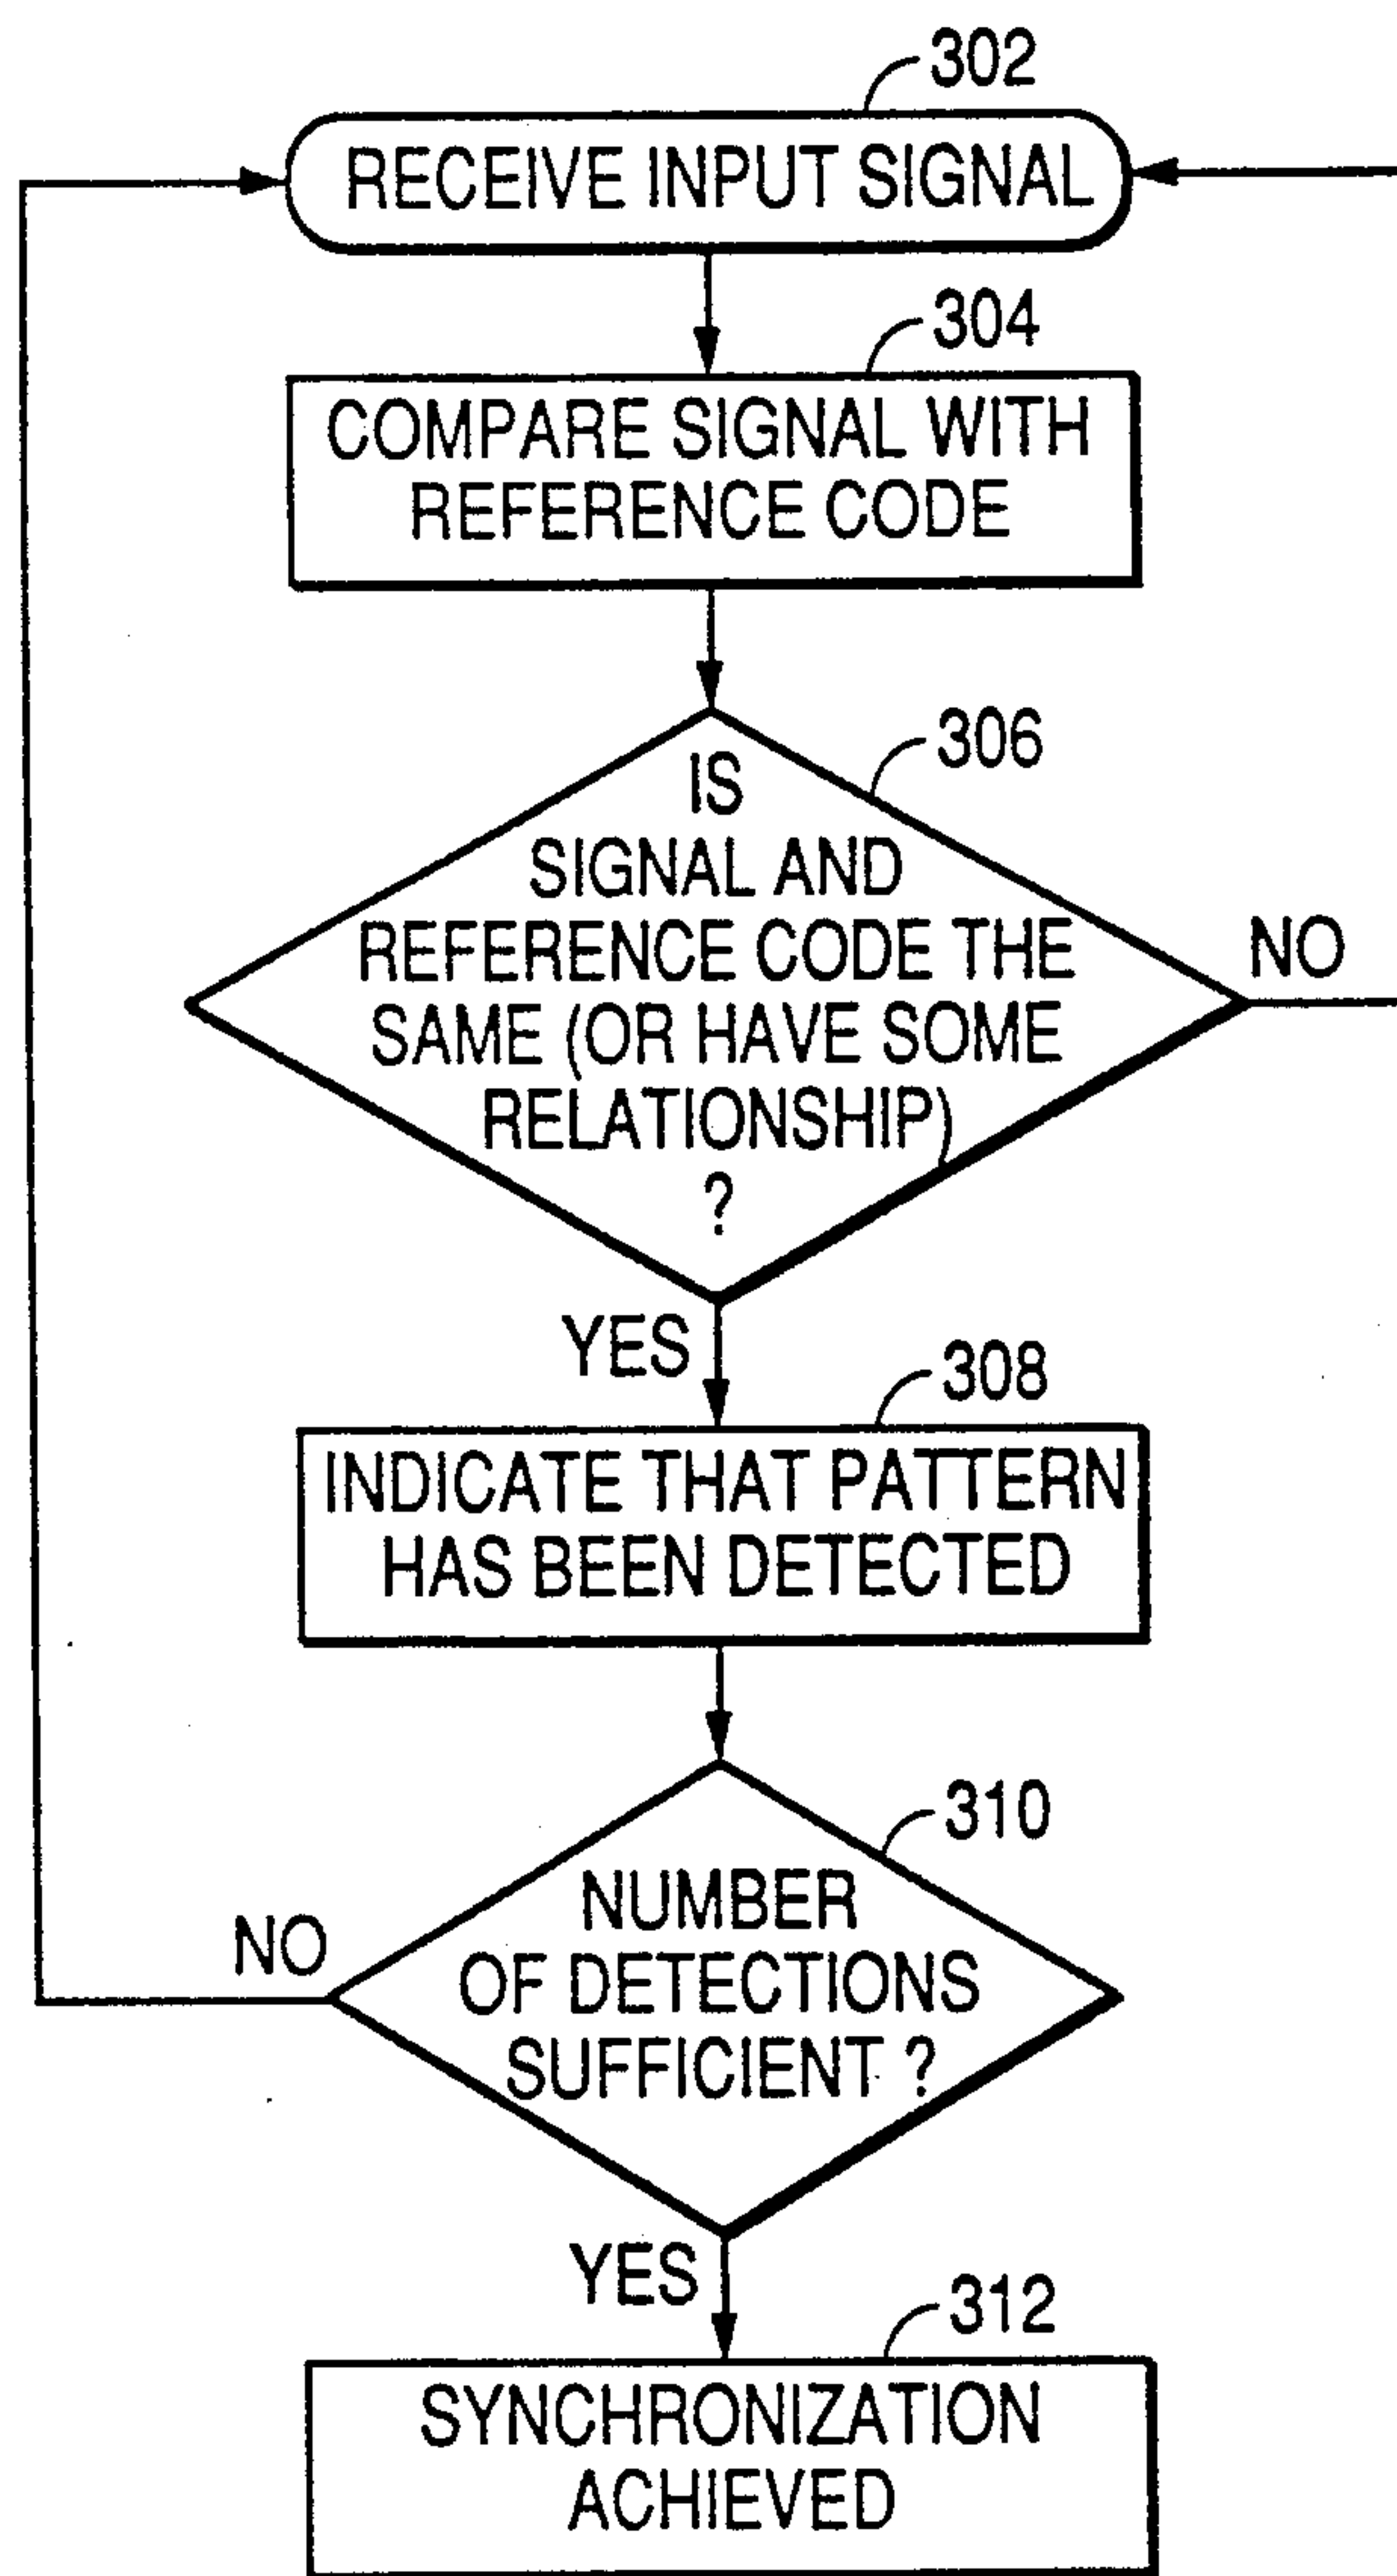 302
RECEIVE INPUT SIGNAL
304
COMPARE SIGNAL WITH
REFERENCE CODE
306
IS
SIGNAL AND
REFERENCE CODE THE
SAME (OR HAVE SOME
RELATIONSHIP)
?
NO
YES
308
INDICATE THAT PATTERN
HAS BEEN DETECTED
310
NUMBER
OF DETECTIONS
SUFFICIENT ?
NO
YES
312
SYNCHRONIZATION
ACHIEVED